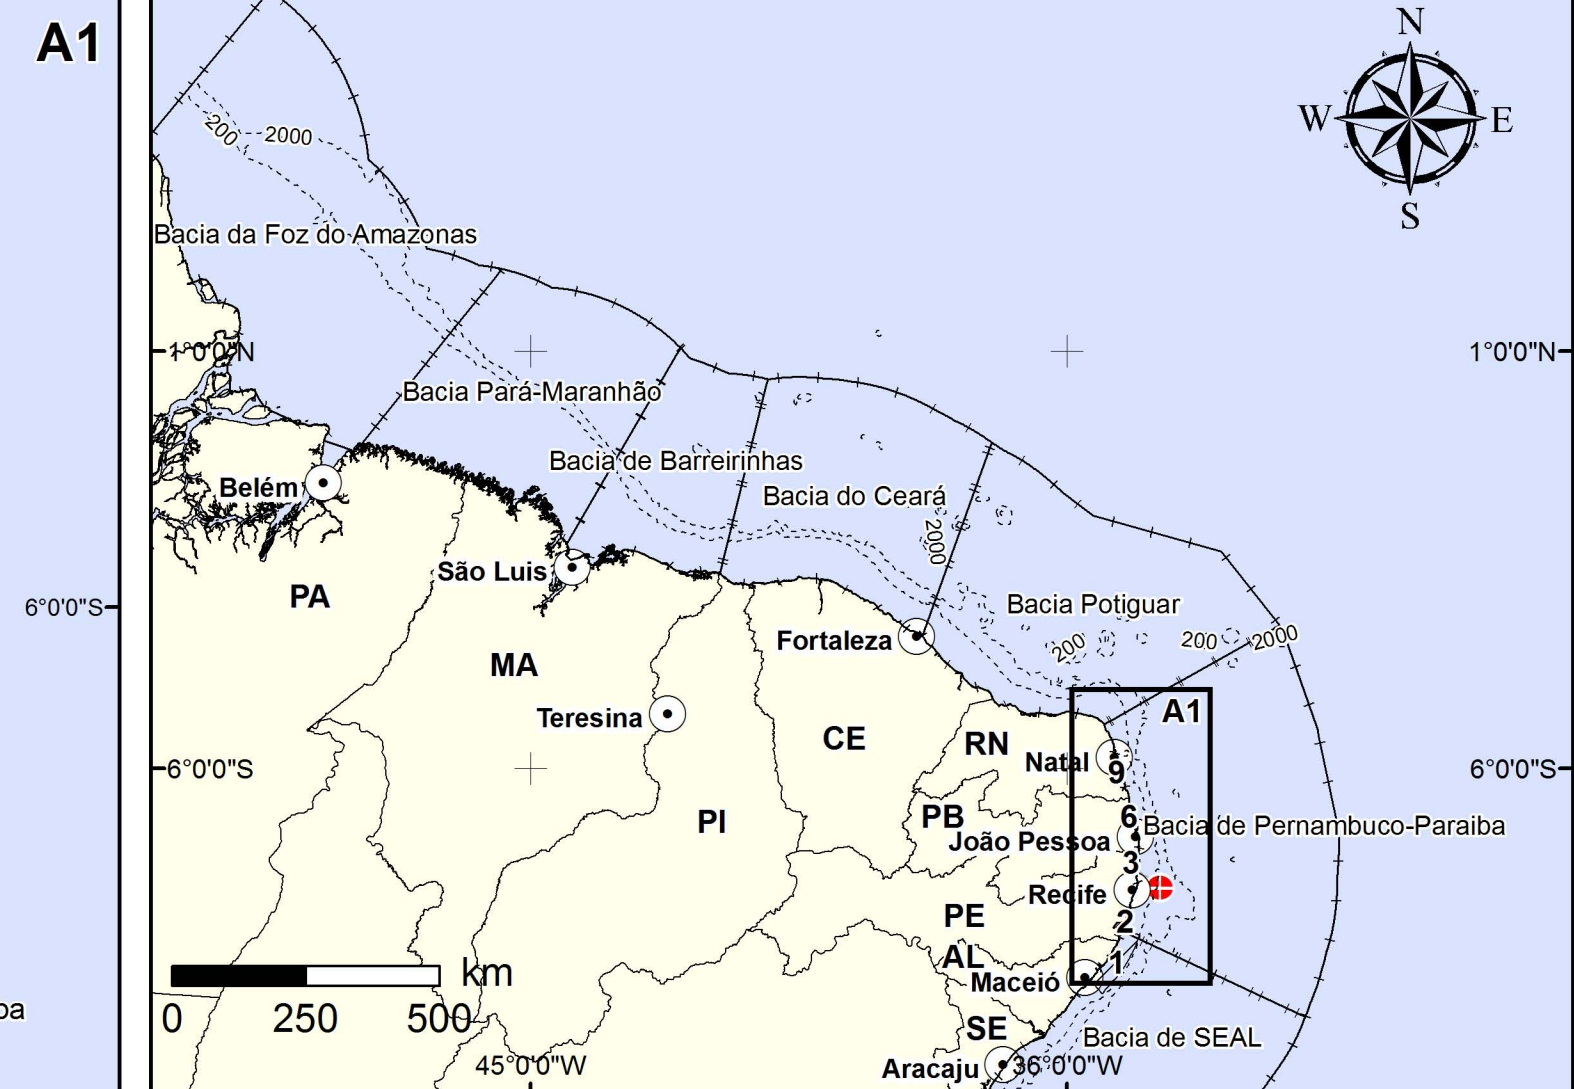 A1
N
W
E
S
200
2000
Bacia da Foz do Amazonas
1°0'0"N
1°0'0"N
Bacia Pará-Maranhão
Bacia de Barreirinhas
Belém
Bacia do Ceará
2000
São Luis
PA
6°0'0"S
Bacia Potiguar
Fortaleza
200
200
2000
MA
A1
Teresina
CE
RN
Natal
9
6°0'0"S
6°0'0"S
PI
PB
6
Bacia de Pernambuco-Paraiba
João Pessoa
3
Recife
PE
2
AL
1
km
Maceió
0
250
500
SE
Bacia de SEAL
45°0'0"W
Aracaju
36°0'0"W